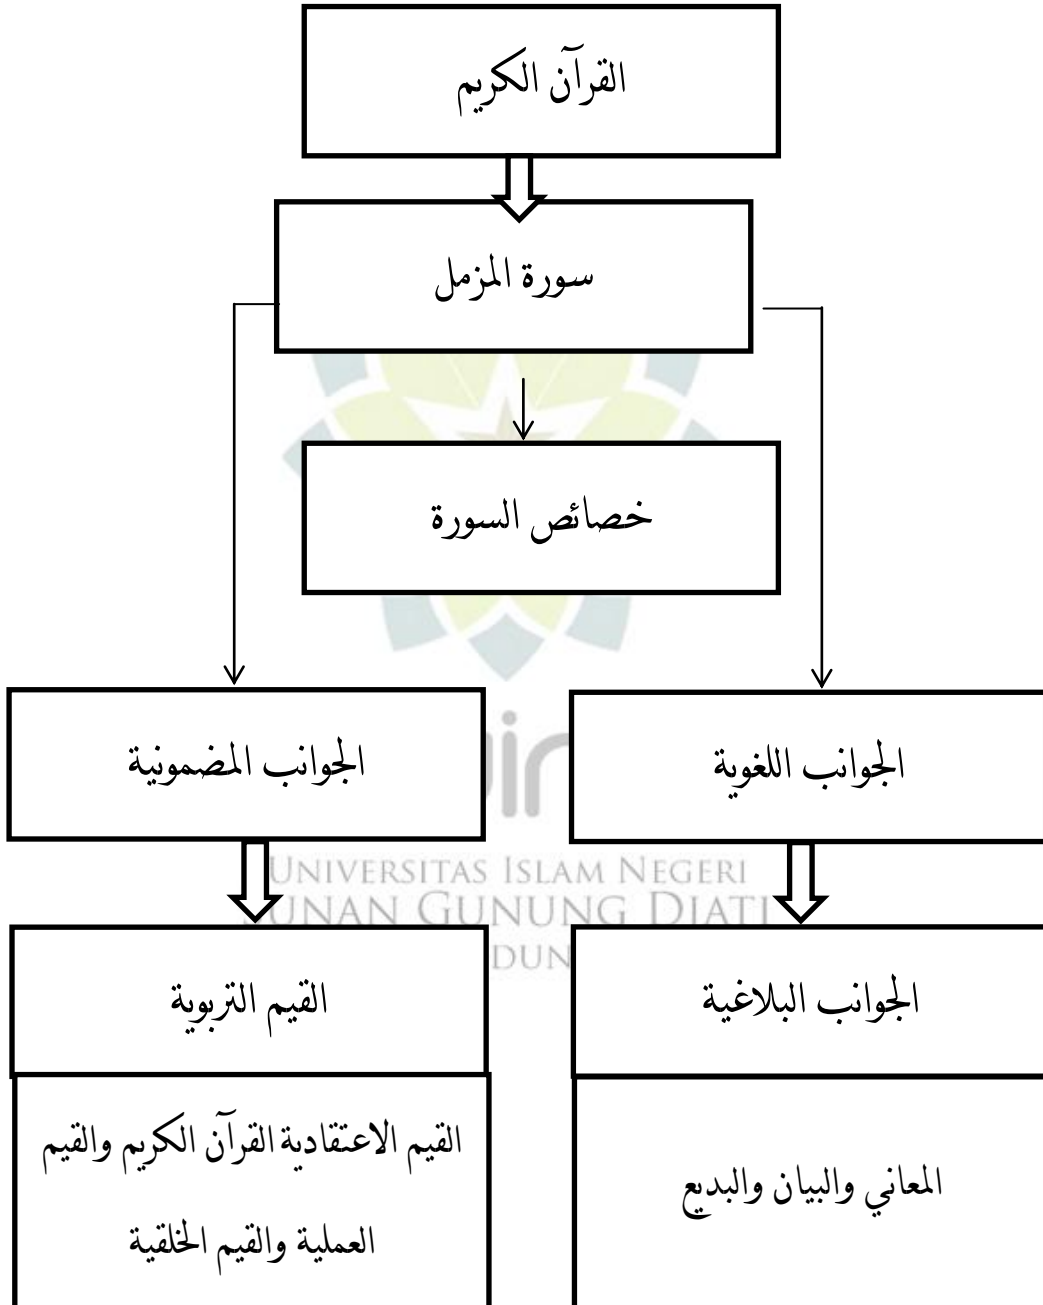 القرآن الكريم
سورة المزمل
خصائص السورة
الجوانب اللغوية
الجوانب المضمونية
UNIVERSITAS ISLAM NEGERI
SUNAN GUNUNG DJATI
الجوانب البلاغية
القيم التربوية
المعاني والبيان والبديع
القيم الاعتقادية القرآن الكريم والقيم
العملية والقيم الخلقية